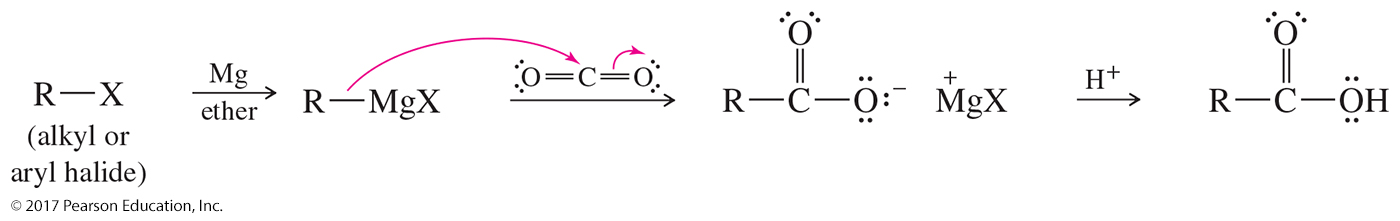 R—X
(alkyl or
aryl halide)
Mg
ether
R—MgX
:O=C=O:
O
R—C—O:⁻ ⁺MgX
H⁺
O
R—C—OH
© 2017 Pearson Education, Inc.